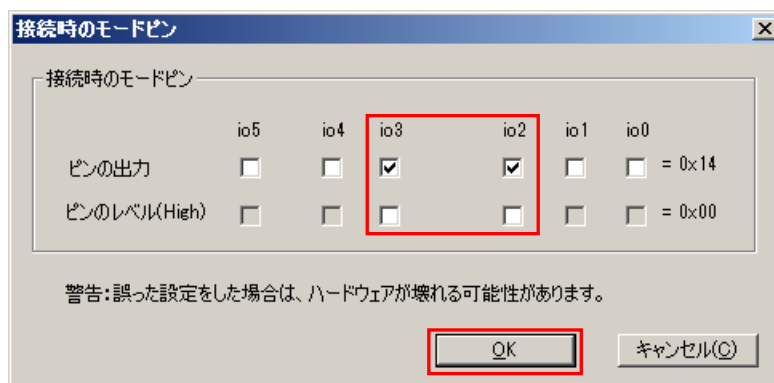 接続時のモードピン
接続時のモードピン
io5 io4 io3 io2 io1 io0
ピンの出力 = 0x14
ピンのレベル(High) = 0x00
警告:誤った設定をした場合は、ハードウェアが壊れる可能性があります。
OK キャンセル(C)